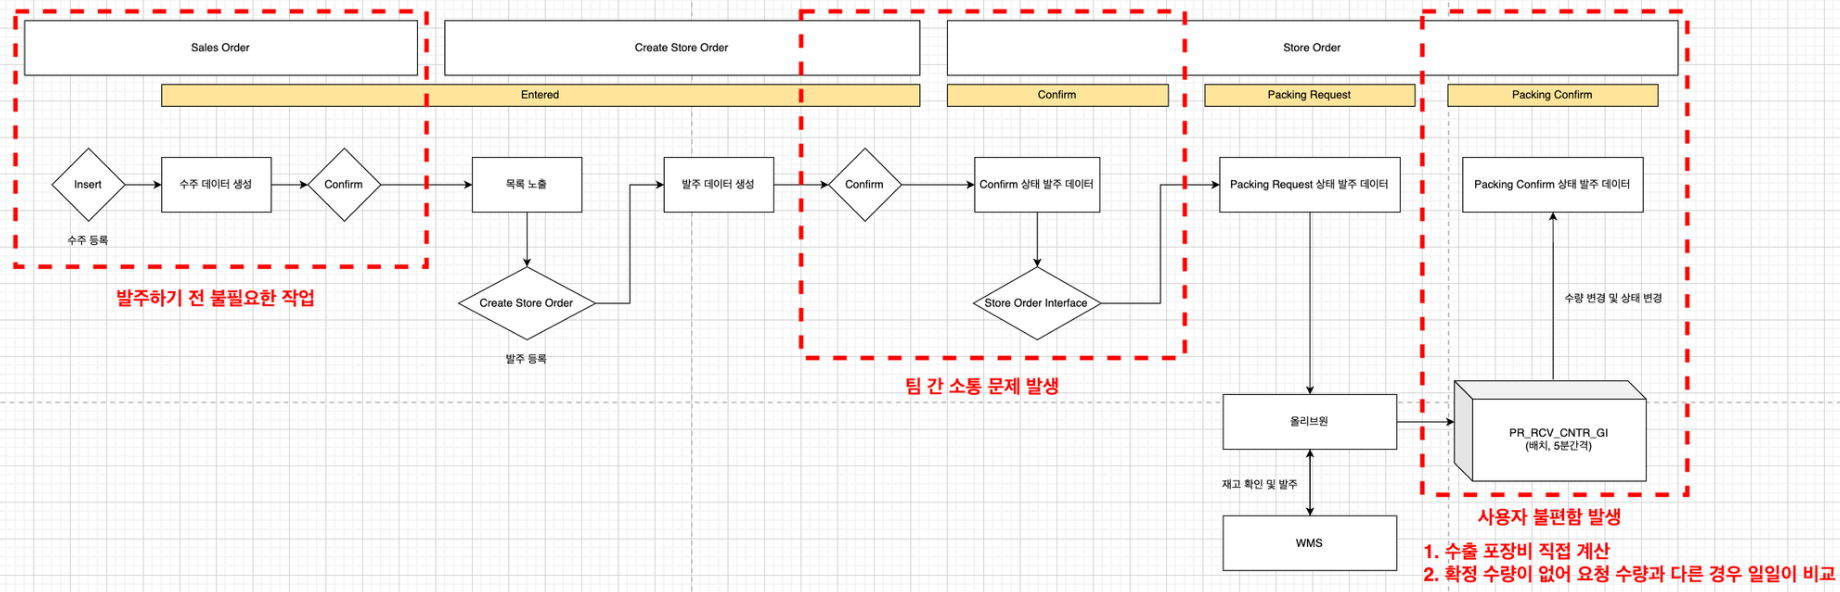 Sales Order
Create Store Order
Store Order
Entered
Confirm
Packing Request
Packing Confirm
Insert
수주 데이터 생성
Confirm
목록 노출
발주 데이터 생성
Confirm
Confirm 상태 발주 데이터
Packing Request 상태 발주 데이터
Packing Confirm 상태 발주 데이터
수주 등록
발주하기 전 불필요한 작업
Create Store Order
Store Order Interface
수량 변경 및 상태 변경
발주 등록
팀 간 소통 문제 발생
올리브원
PR_RCV_CNTR_GI
(배치, 5분간격)
재고 확인 및 발주
WMS
사용자 불편함 발생
1. 수출 포장비 직접 계산
2. 확정 수량이 없어 요청 수량과 다른 경우 일일이 비교